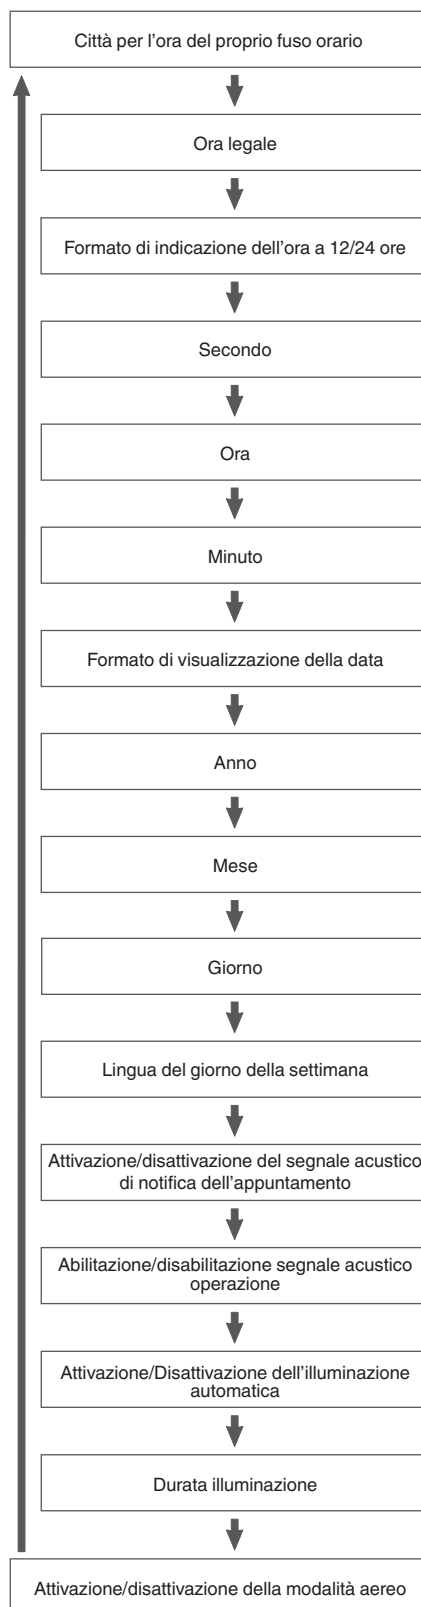 Città per l'ora del proprio fuso orario
Ora legale
Formato di indicazione dell'ora a 12/24 ore
Secondo
Ora
Minuto
Formato di visualizzazione della data
Anno
Mese
Giorno
Lingua del giorno della settimana
Attivazione/disattivazione del segnale acustico
di notifica dell'appuntamento
Abilitazione/disabilitazione segnale acustico
operazione
Attivazione/Disattivazione dell'illuminazione
automatica
Durata illuminazione
Attivazione/disattivazione della modalità aereo